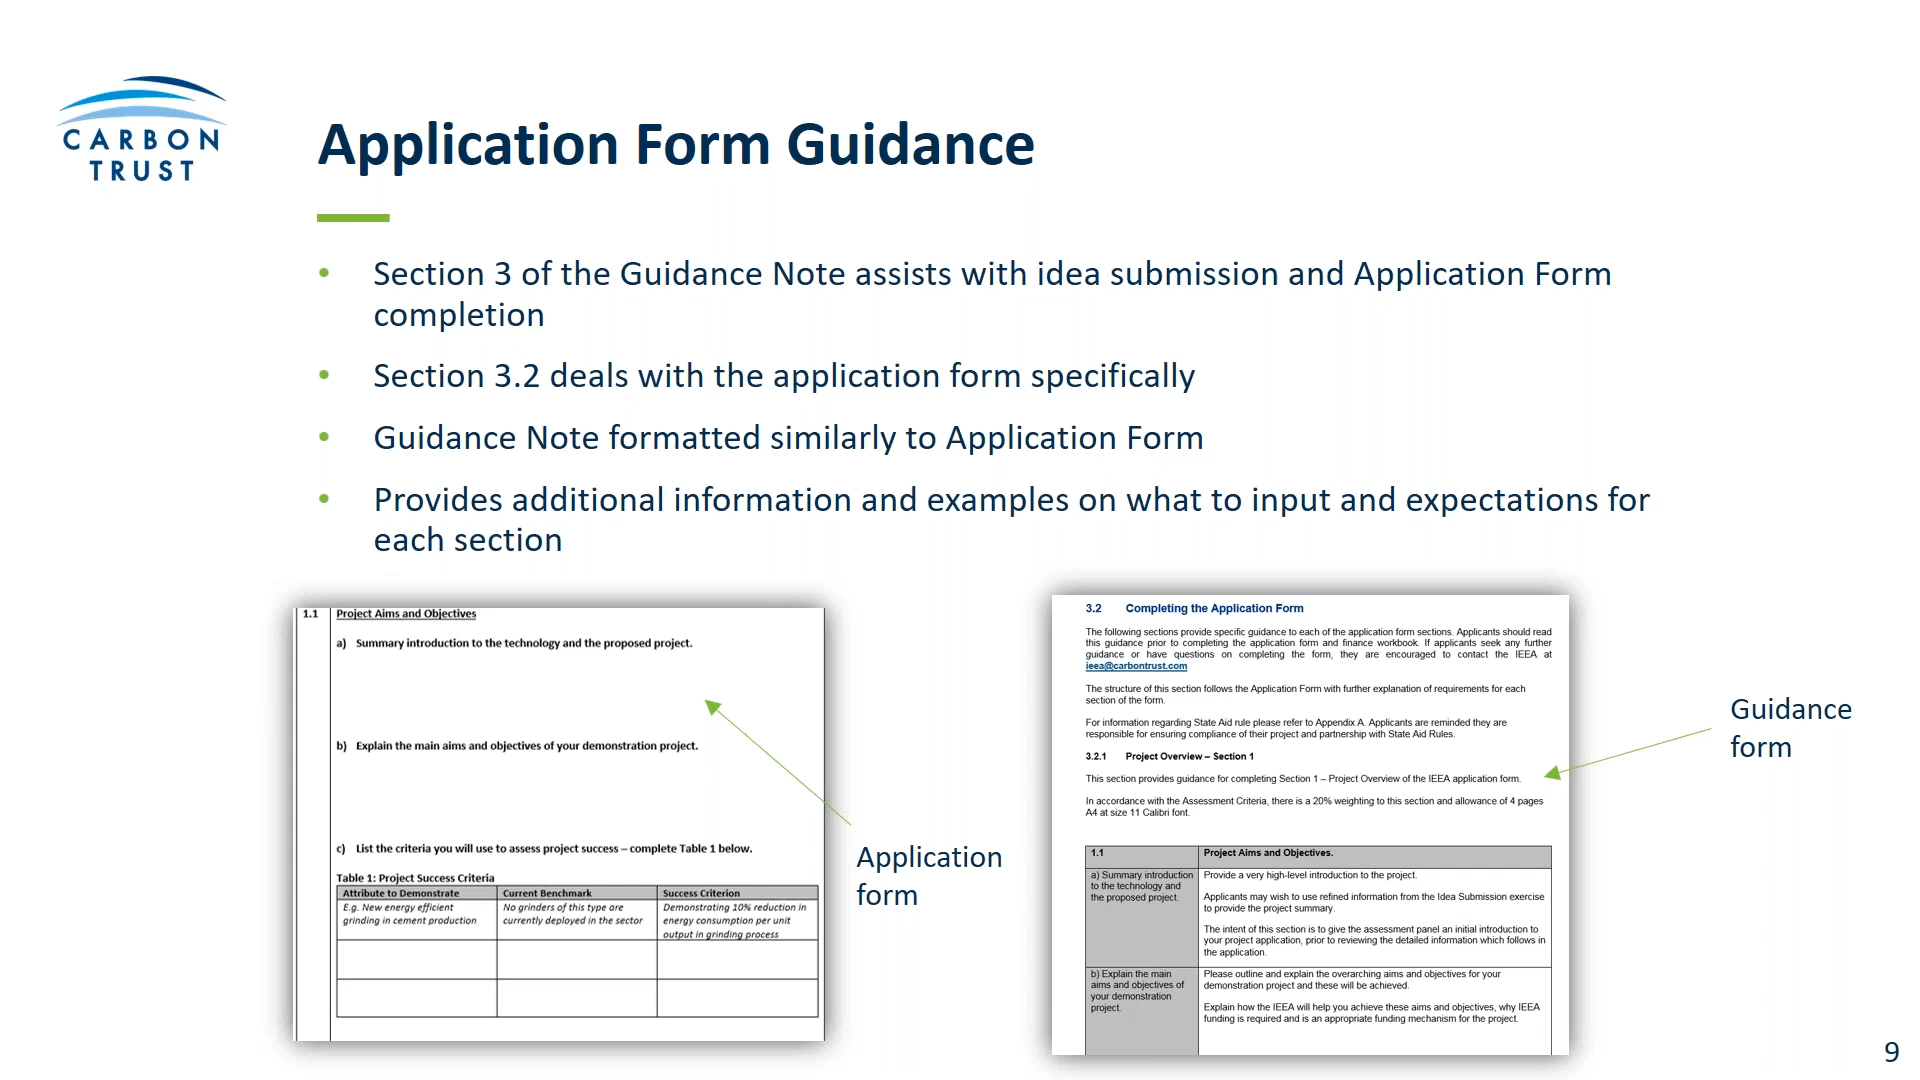 CARBON
TRUST
Application Form Guidance
• Section 3 of the Guidance Note assists with idea submission and Application Form
completion
• Section 3.2 deals with the application form specifically
• Guidance Note formatted similarly to Application Form
• Provides additional information and examples on what to input and expectations for
each section
1.1 Project Aims and Objectives
a) Summary introduction to the technology and the proposed project.
b) Explain the main aims and objectives of your demonstration project.
c) List the criteria you will use to assess project success – complete Table 1 below.
Table 1: Project Success Criteria
Attribute to Demonstrate Current Benchmark Success Criterion
E.g. New energy efficient No grinders of this type are Demonstrating 10% reduction in
grinding in cement production currently deployed in the sector energy consumption per unit
output in grinding process
Application
form
3.2 Completing the Application Form
The following sections provide specific guidance to each of the application form sections. Applicants should read
this guidance prior to completing the application form and finance workbook. If applicants seek any further
guidance or have questions on completing the form, they are encouraged to contact the IEEA at
ieea@carbontrust.com
The structure of this section follows the Application Form with further explanation of requirements for each
section of the form.
For information regarding State Aid rule please refer to Appendix A. Applicants are reminded they are
responsible for ensuring compliance of their project and partnership with State Aid Rules.
3.2.1 Project Overview – Section 1
This section provides guidance for completing Section 1 – Project Overview of the IEEA application form.
In accordance with the Assessment Criteria, there is a 20% weighting to this section and allowance of 4 pages
A4 at size 11 Calibri font.
1.1 Project Aims and Objectives.
a) Summary introduction
to the technology and
the proposed project.
Provide a very high-level introduction to the project.
Applicants may wish to use refined information from the Idea Submission exercise
to provide the project summary.
The intent of this section is to give the assessment panel an initial introduction to
your project application, prior to reviewing the detailed information which follows in
the application.
b) Explain the main
aims and objectives of
your demonstration
project.
Please outline and explain the overarching aims and objectives for your
demonstration project and these will be achieved.
Explain how the IEEA will help you achieve these aims and objectives, why IEEA
funding is required and is an appropriate funding mechanism for the project.
Guidance
form
9